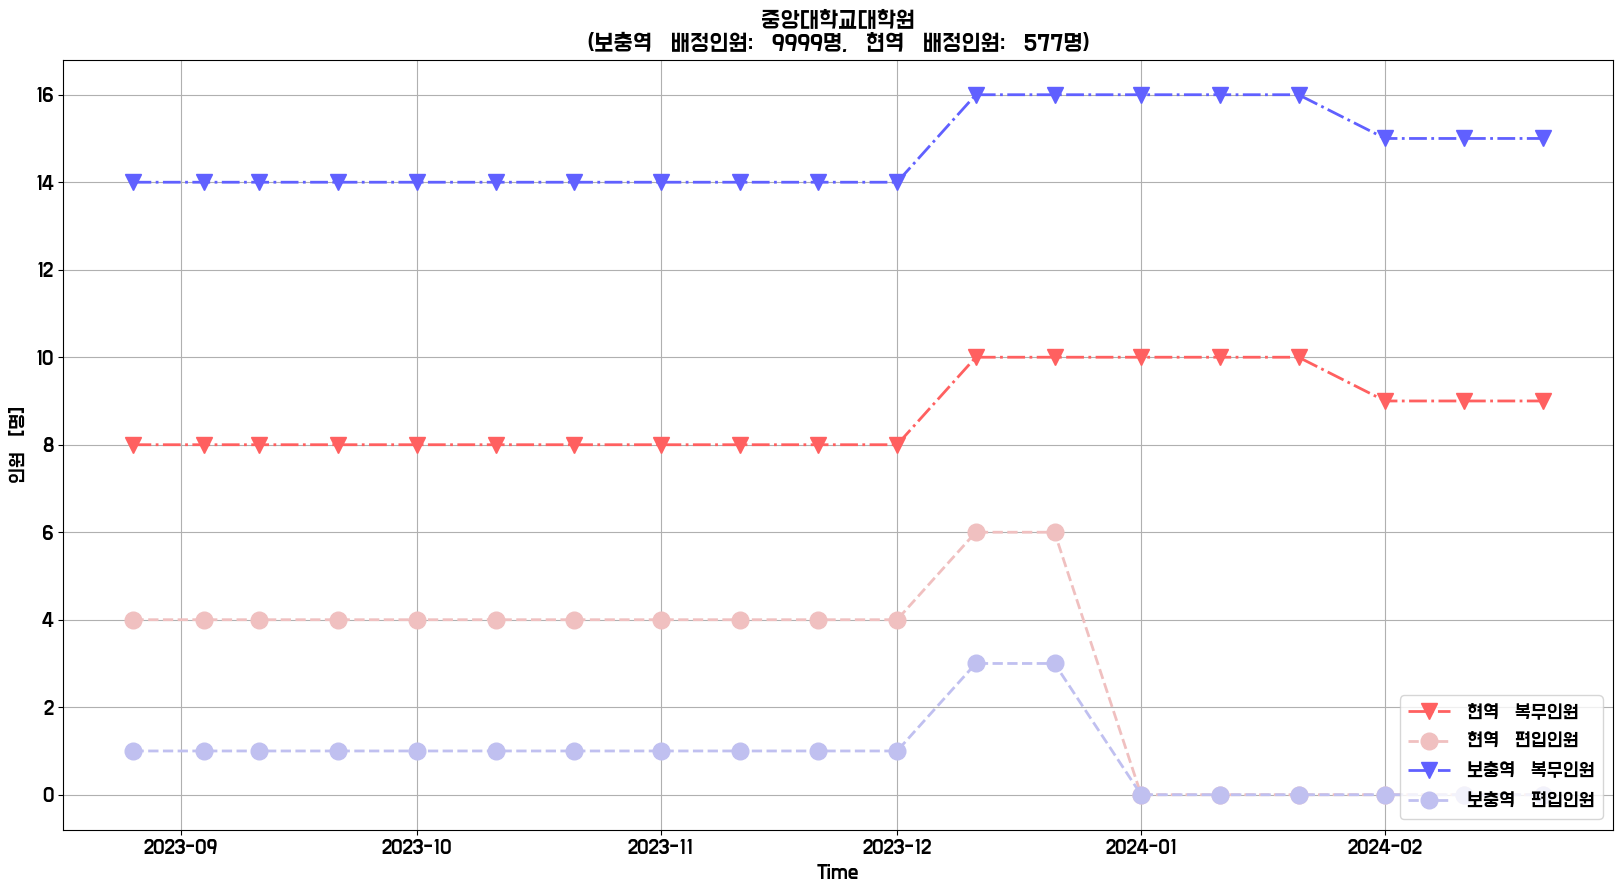 중앙대학교대학원
(보충역 배정인원: 9999명, 현역 배정인원: 577명)
16
14
12
10
8
6
4
2
0
인원 [명]
현역 복무인원
현역 편입인원
보충역 복무인원
보충역 편입인원
2023-09
2023-10
2023-11
2023-12
2024-01
2024-02
Time